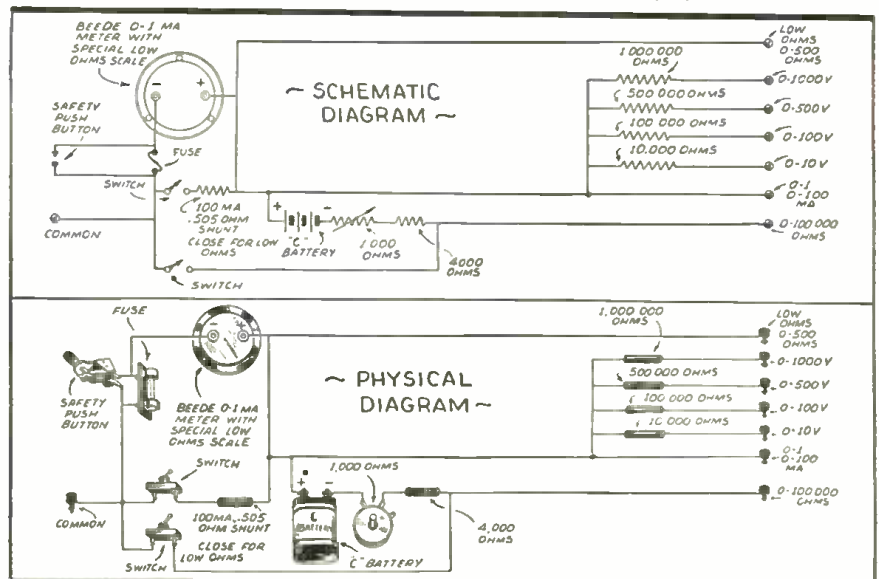 BEEDE 0-1 MA
METER WITH
SPECIAL LOW
OHMS SCALE
-
+
~ SCHEMATIC
DIAGRAM ~
LOW
OHMS
0-500
OHMS
1 000 000
OHMS
0-1000V
500 000 OHMS
0-500V
100 000 OHMS
0-100V
10,000 OHMS
0-10V
SAFETY
PUSH
BUTTON
FUSE
SWITCH
100 MA
.505 OHM
SHUNT
CLOSE FOR LOW
OHMS
+
-
"C"
BATTERY
1 000
OHMS
4000
OHMS
0-1
0-100
MA
0-100 000
OHMS
COMMON
SWITCH
FUSE
-
+
SAFETY
PUSH
BUTTON
BEEDE 0-1 MA
METER WITH
SPECIAL LOW
OHMS SCALE
~ PHYSICAL
DIAGRAM ~
1,000 000
OHMS
LOW
OHMS
0-500
OHMS
0-1000V
500 000 OHMS
0-500V
100 000 OHMS
0-100V
10 000 OHMS
0-10V
0-1
0-100
MA
SWITCH
COMMON
100MA, .505
OHM SHUNT
CLOSE FOR
LOW OHMS
SWITCH
+
-
C
BATTERY
"C" BATTERY
1,000 OHMS
4,000
OHMS
0-100 000
OHMS